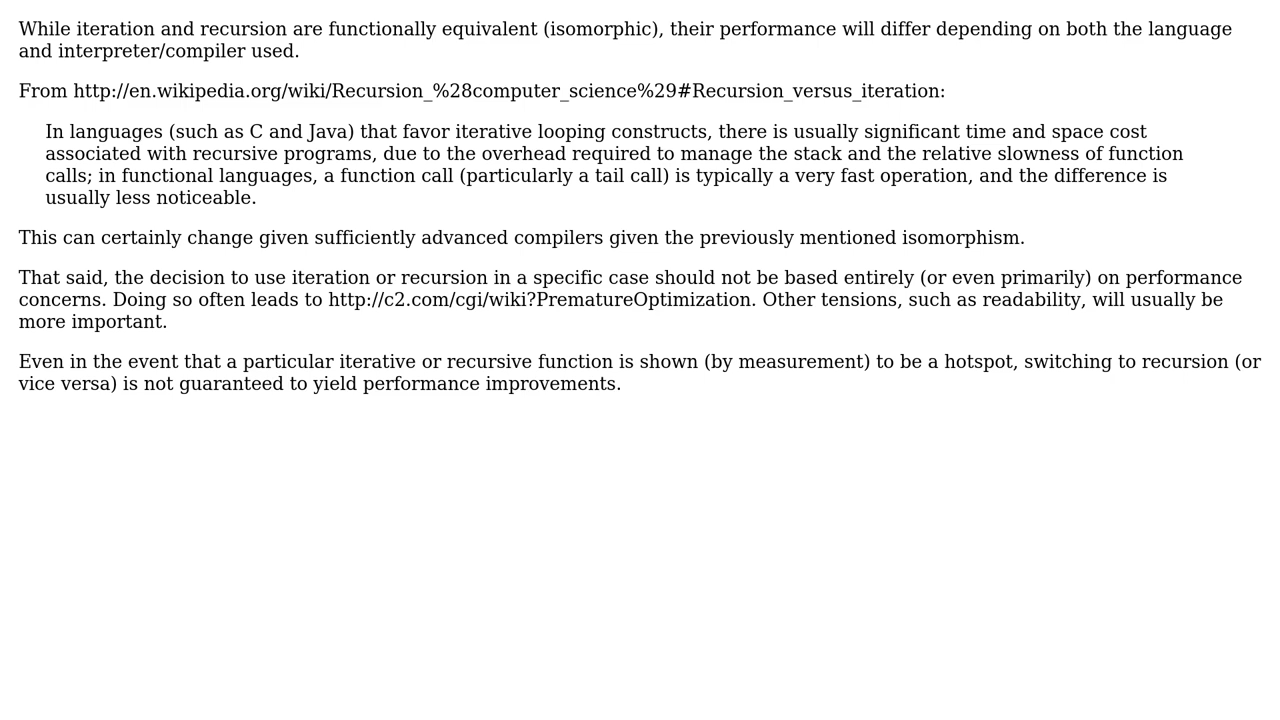 While iteration and recursion are functionally equivalent (isomorphic), their performance will differ depending on both the language
and interpreter/compiler used.
From http://en.wikipedia.org/wiki/Recursion_%28computer_science%29#Recursion_versus_iteration:
In languages (such as C and Java) that favor iterative looping constructs, there is usually significant time and space cost
associated with recursive programs, due to the overhead required to manage the stack and the relative slowness of function
calls; in functional languages, a function call (particularly a tail call) is typically a very fast operation, and the difference is
usually less noticeable.
This can certainly change given sufficiently advanced compilers given the previously mentioned isomorphism.
That said, the decision to use iteration or recursion in a specific case should not be based entirely (or even primarily) on performance
concerns. Doing so often leads to http://c2.com/cgi/wiki?PrematureOptimization. Other tensions, such as readability, will usually be
more important.
Even in the event that a particular iterative or recursive function is shown (by measurement) to be a hotspot, switching to recursion (or
vice versa) is not guaranteed to yield performance improvements.